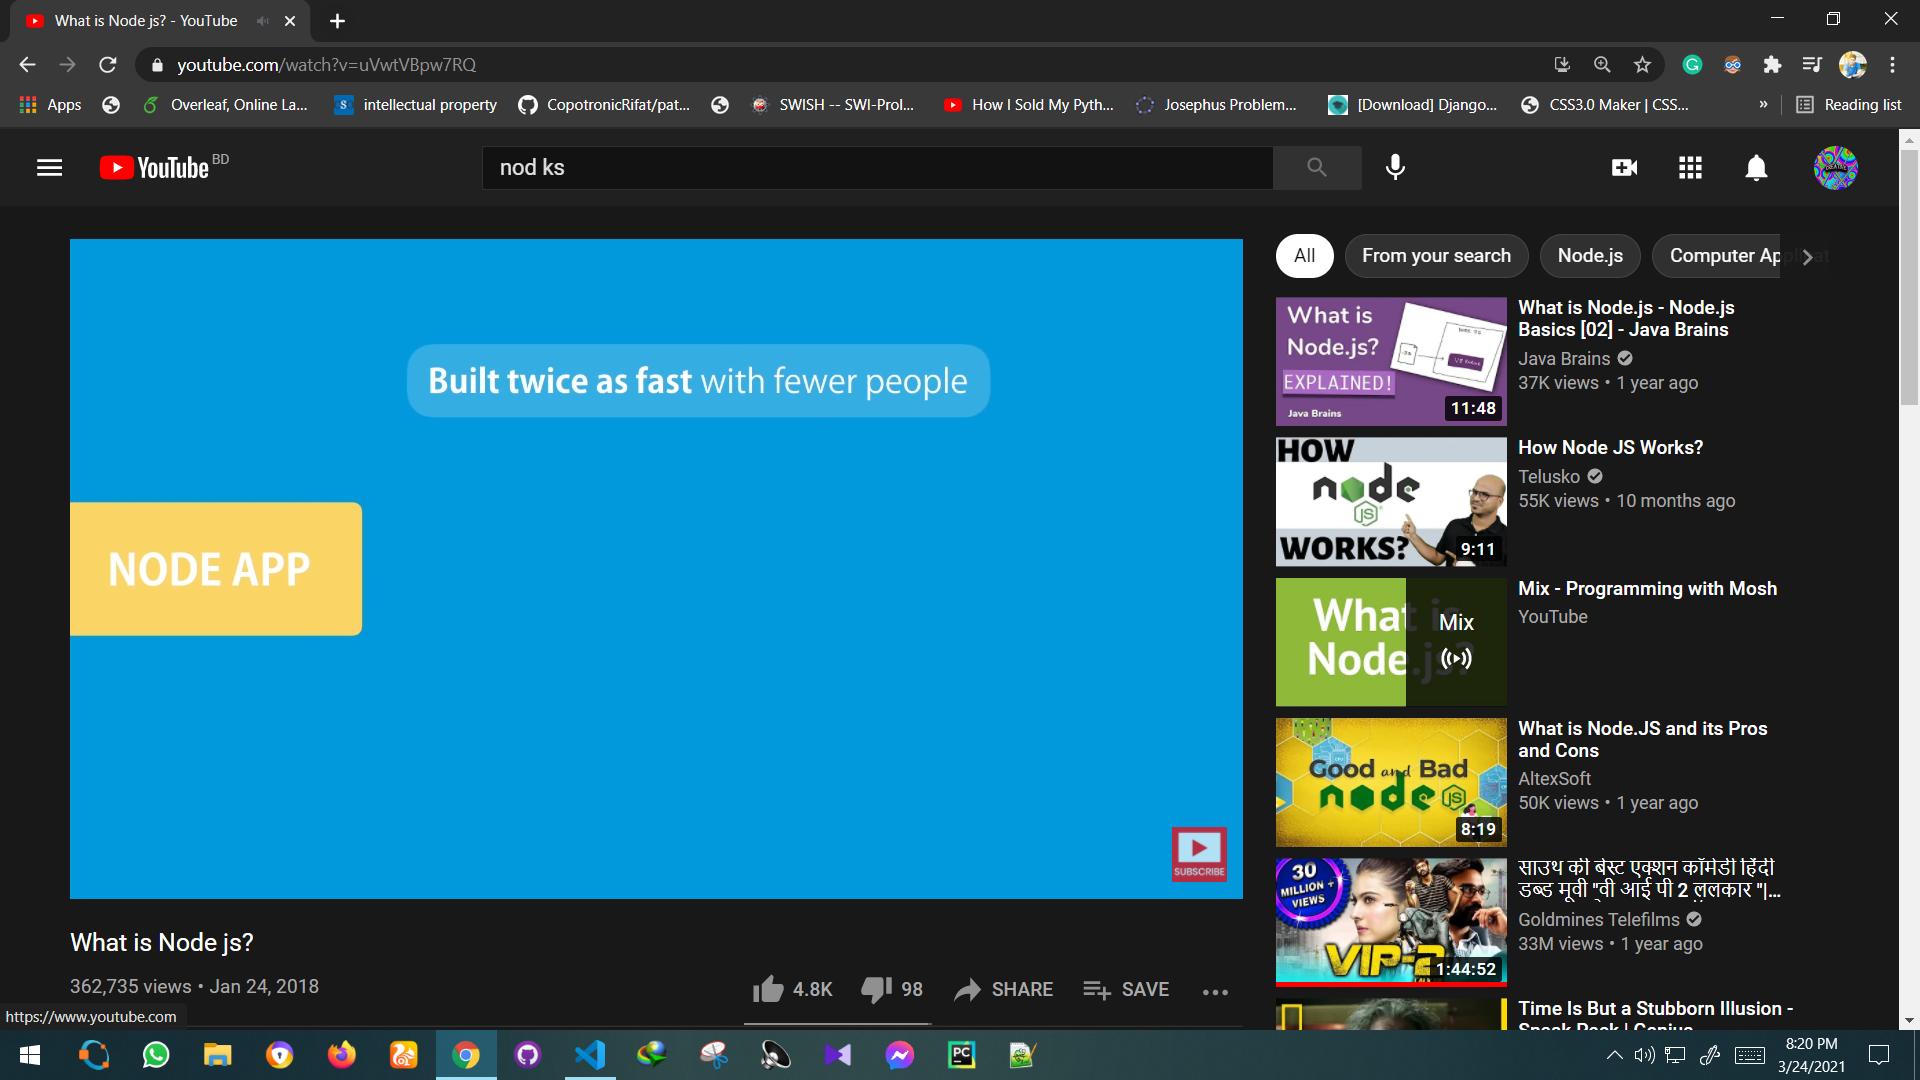 What is Node js? - YouTube
youtube.com/watch?v=uVwtVBpw7RQ
Apps
Overleaf, Online La...
intellectual property
CopotronicRifat/pat...
SWISH -- SWI-Prol...
How I Sold My Pyth...
Josephus Problem...
[Download] Django...
CSS3.0 Maker | CSS...
»
Reading list
YouTube BD
nod ks
Built twice as fast with fewer people
NODE APP
SUBSCRIBE
What is Node js?
362,735 views • Jan 24, 2018
4.8K
98
SHARE
SAVE
https://www.youtube.com
All
From your search
Node.js
Computer Ap
What is
Node.js?
EXPLAINED!
Java Brains
11:48
What is Node.js - Node.js
Basics [02] - Java Brains
Java Brains
37K views • 1 year ago
HOW
node
JS
WORKS?
9:11
How Node JS Works?
Telusko
55K views • 10 months ago
What is
Node.js?
Mix
Mix - Programming with Mosh
YouTube
Good and Bad
node JS
8:19
What is Node.JS and its Pros
and Cons
AltexSoft
50K views • 1 year ago
30
MILLION +
VIEWS
VIP-2
1:44:52
साउथ की बेस्ट एक्शन कॉमेडी हिंदी
डब्ड मूवी "वी आई पी 2 ललकार "|...
Goldmines Telefilms
33M views • 1 year ago
Time Is But a Stubborn Illusion -
Sneak Peek | Genius
PC
8:20 PM
3/24/2021